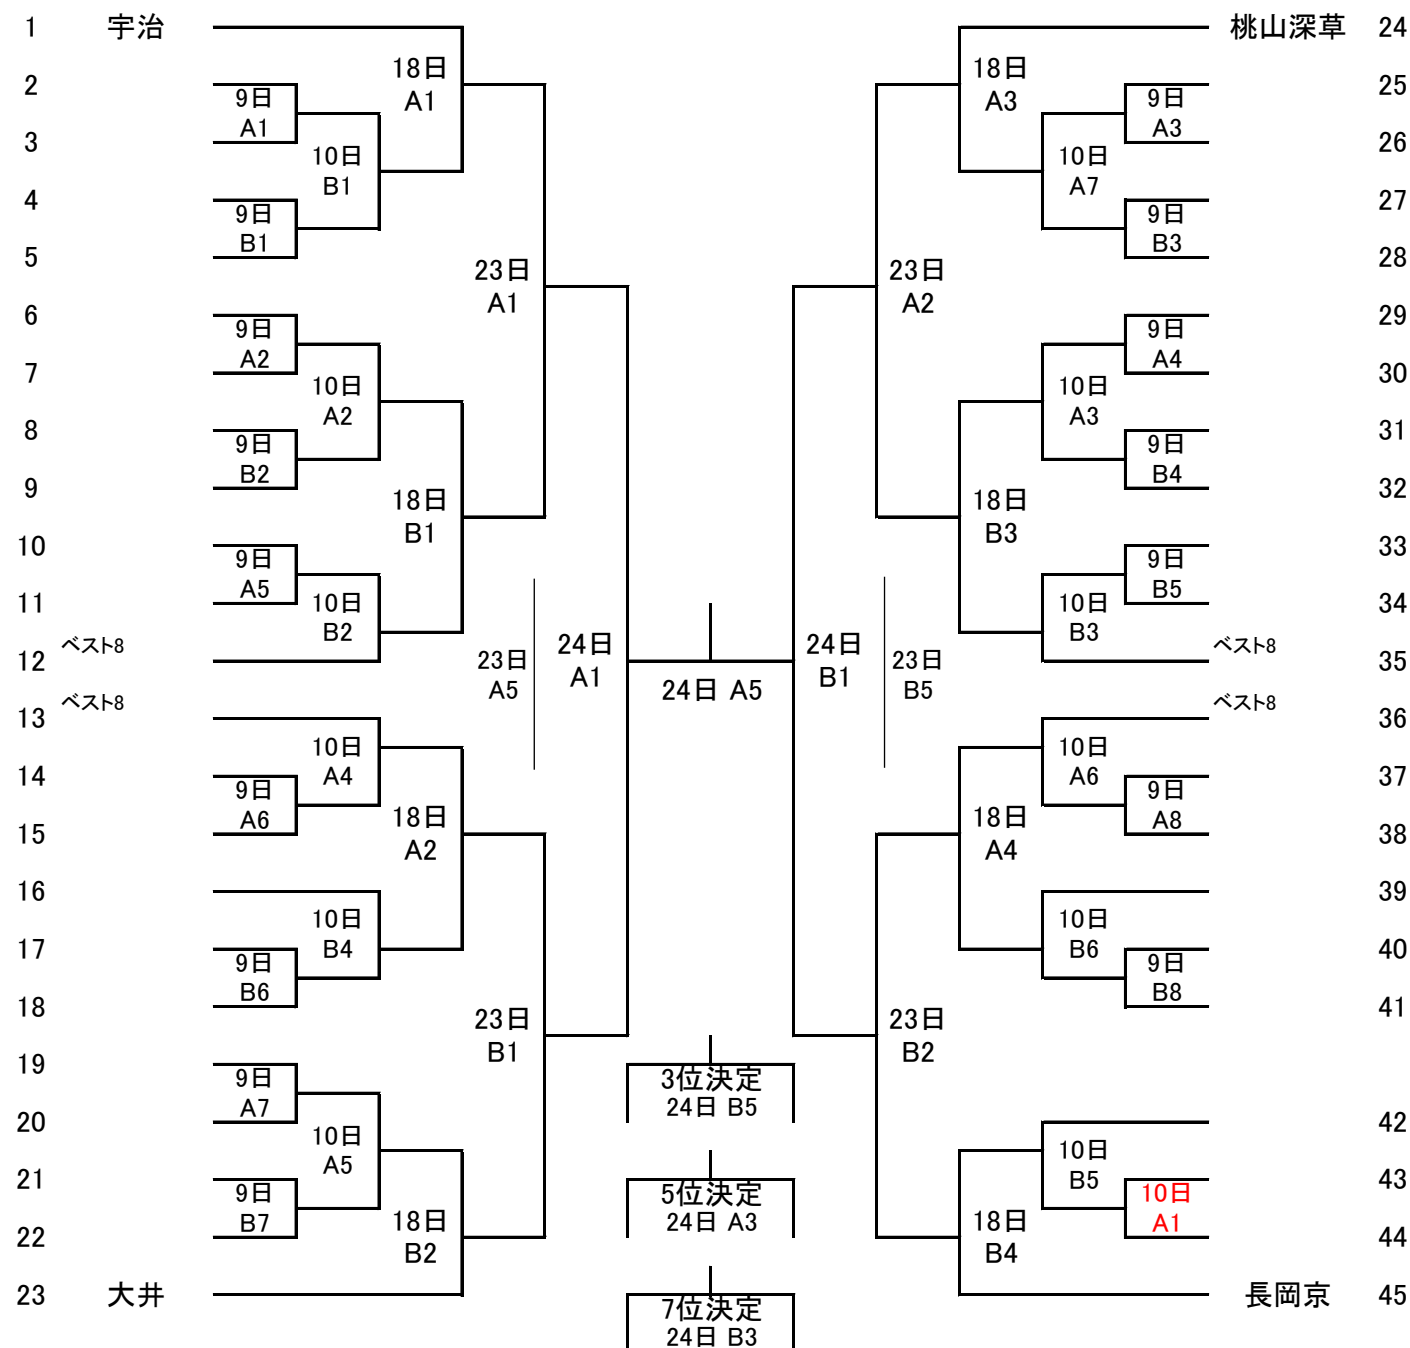 1 宇治
2
3
4
5
6
7
8
9
10
11
12 ベスト8
13 ベスト8
14
15
16
17
18
19
20
21
22
23 大井
9日
A1
9日
B1
9日
A2
9日
B2
9日
A5
9日
A6
9日
B6
9日
A7
9日
B7
10日
B1
10日
A2
10日
B2
10日
A4
10日
B4
10日
A5
18日
A1
18日
B1
18日
A2
18日
B2
23日
A1
23日
A5
23日
B1
24日
A1
24日 A5
3位決定
24日 B5
5位決定
24日 A3
7位決定
24日 B3
24日
B1
23日
A2
23日
B5
23日
B2
18日
A3
18日
B3
18日
A4
18日
B4
10日
A7
10日
A3
10日
B3
10日
A6
10日
B6
10日
B5
9日
A3
9日
B3
9日
A4
9日
B4
9日
B5
9日
A8
9日
B8
10日
A1
桃山深草 24
25
26
27
28
29
30
31
32
33
34
ベスト8 35
ベスト8 36
37
38
39
40
41
42
43
44
長岡京 45